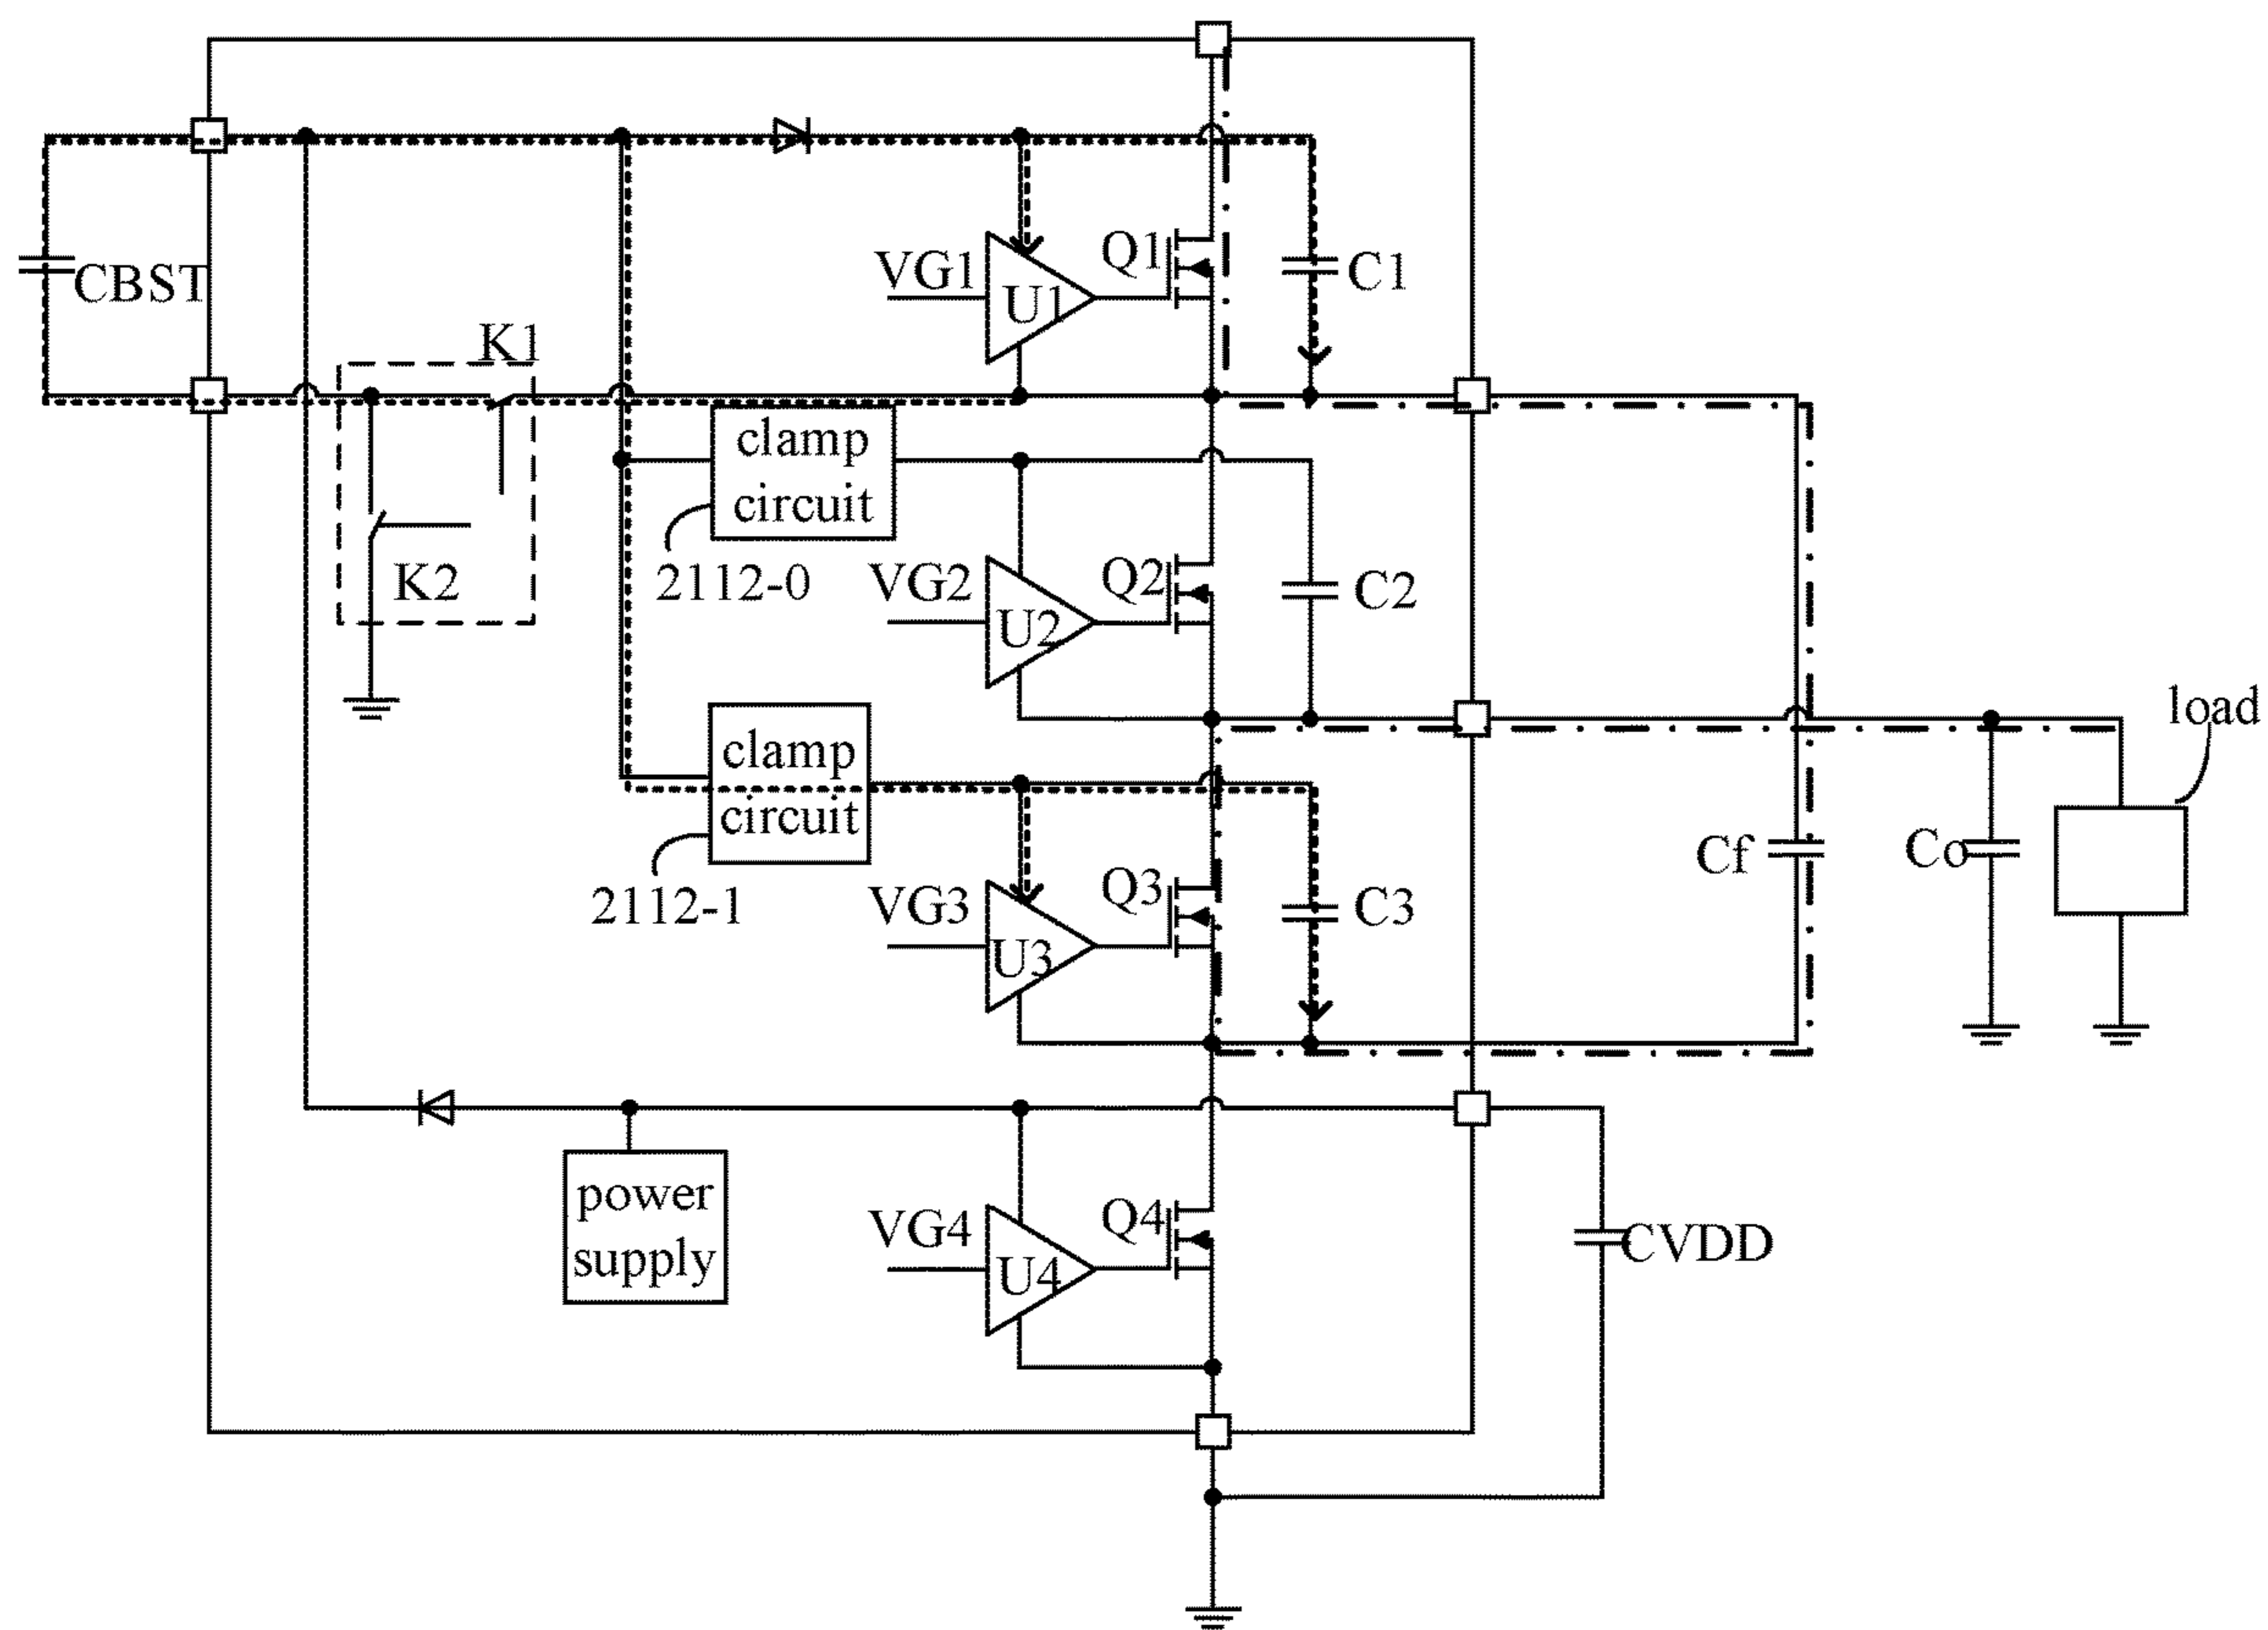 VG1
U1
Q1
C1
CBST
K1
clamp
circuit
K2
2112-0
VG2
U2
Q2
C2
load
clamp
circuit
2112-1
VG3
U3
Q3
C3
Cf
Co
power
supply
VG4
U4
Q4
CVDD